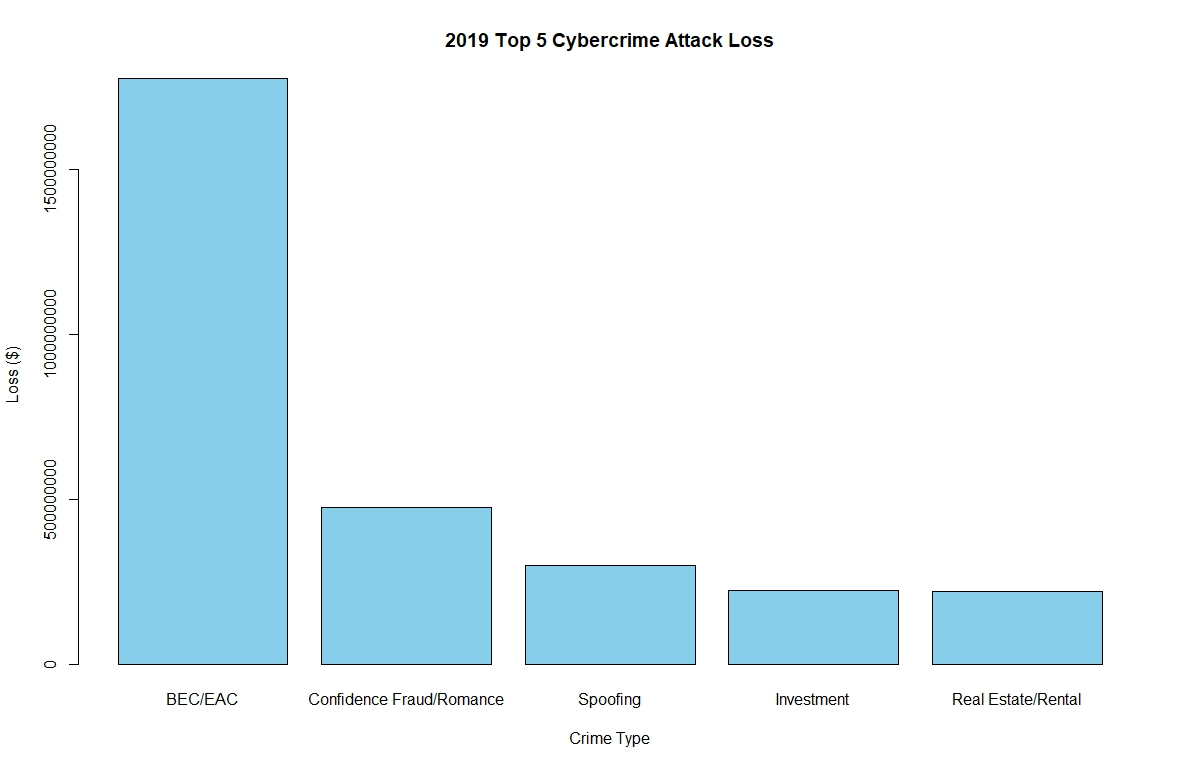 2019 Top 5 Cybercrime Attack Loss
Loss ($)
1500000000
1000000000
500000000
0
BEC/EAC Confidence Fraud/Romance Spoofing Investment Real Estate/Rental
Crime Type